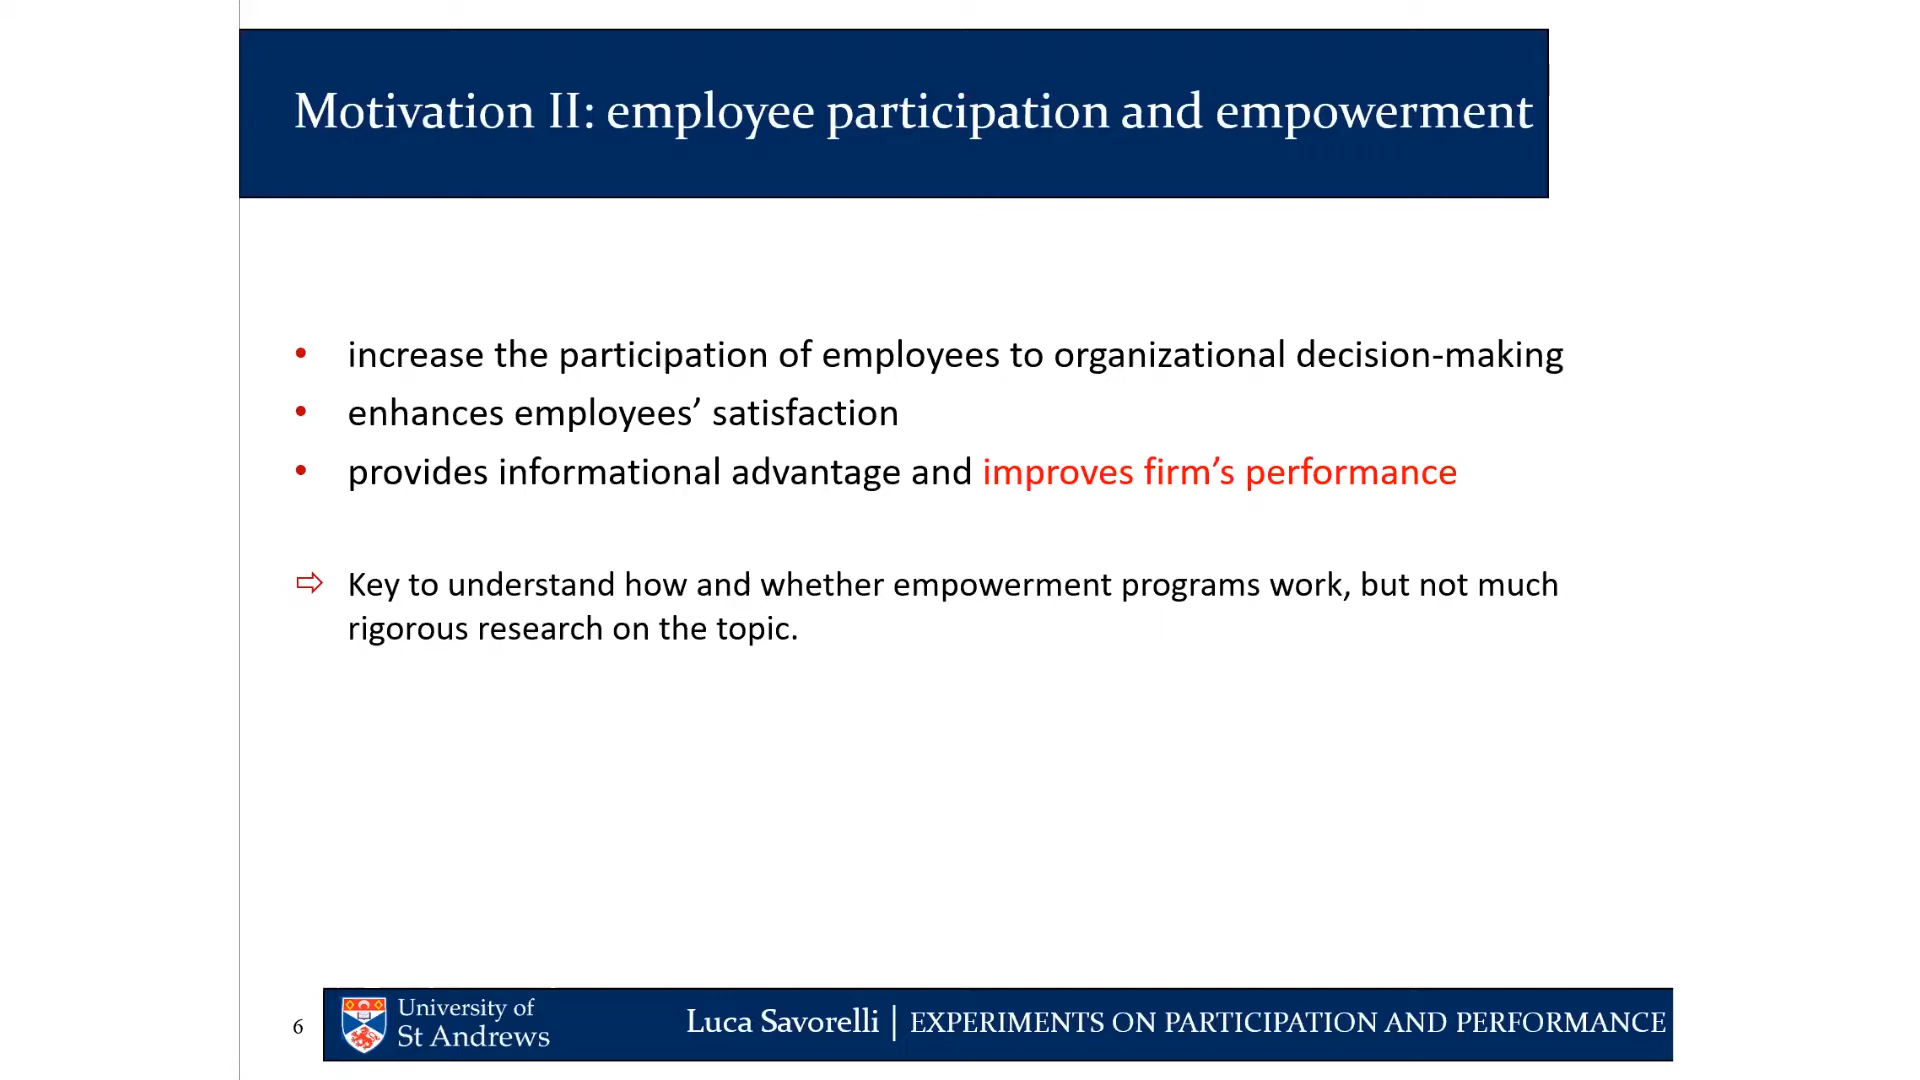 Motivation II: employee participation and empowerment
• increase the participation of employees to organizational decision-making
• enhances employees’ satisfaction
• provides informational advantage and improves firm’s performance
⇨ Key to understand how and whether empowerment programs work, but not much
rigorous research on the topic.
6
University of
St Andrews
Luca Savorelli | EXPERIMENTS ON PARTICIPATION AND PERFORMANCE